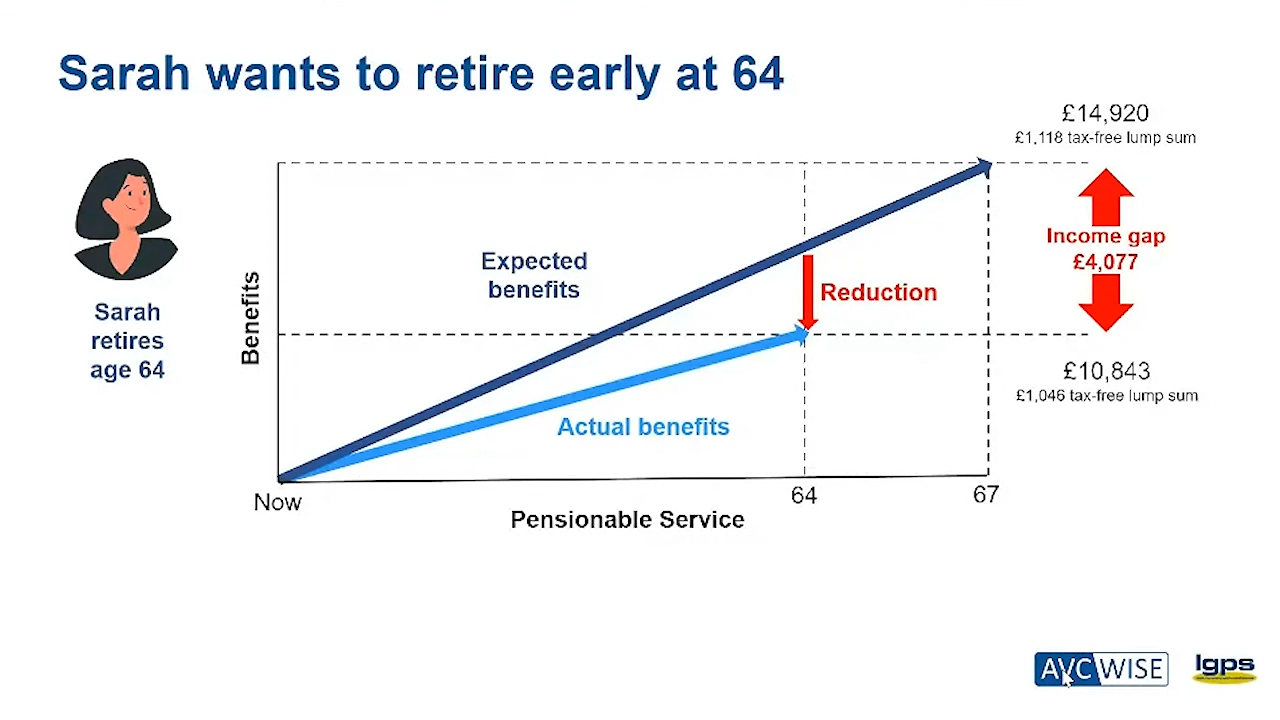 Sarah wants to retire early at 64
£14,920
£1,118 tax-free lump sum
Income gap
£4,077
Expected
benefits
Reduction
Sarah
retires
age 64
Benefits
£10,843
£1,046 tax-free lump sum
Actual benefits
Now
64
67
Pensionable Service
AVC WISE
lgps